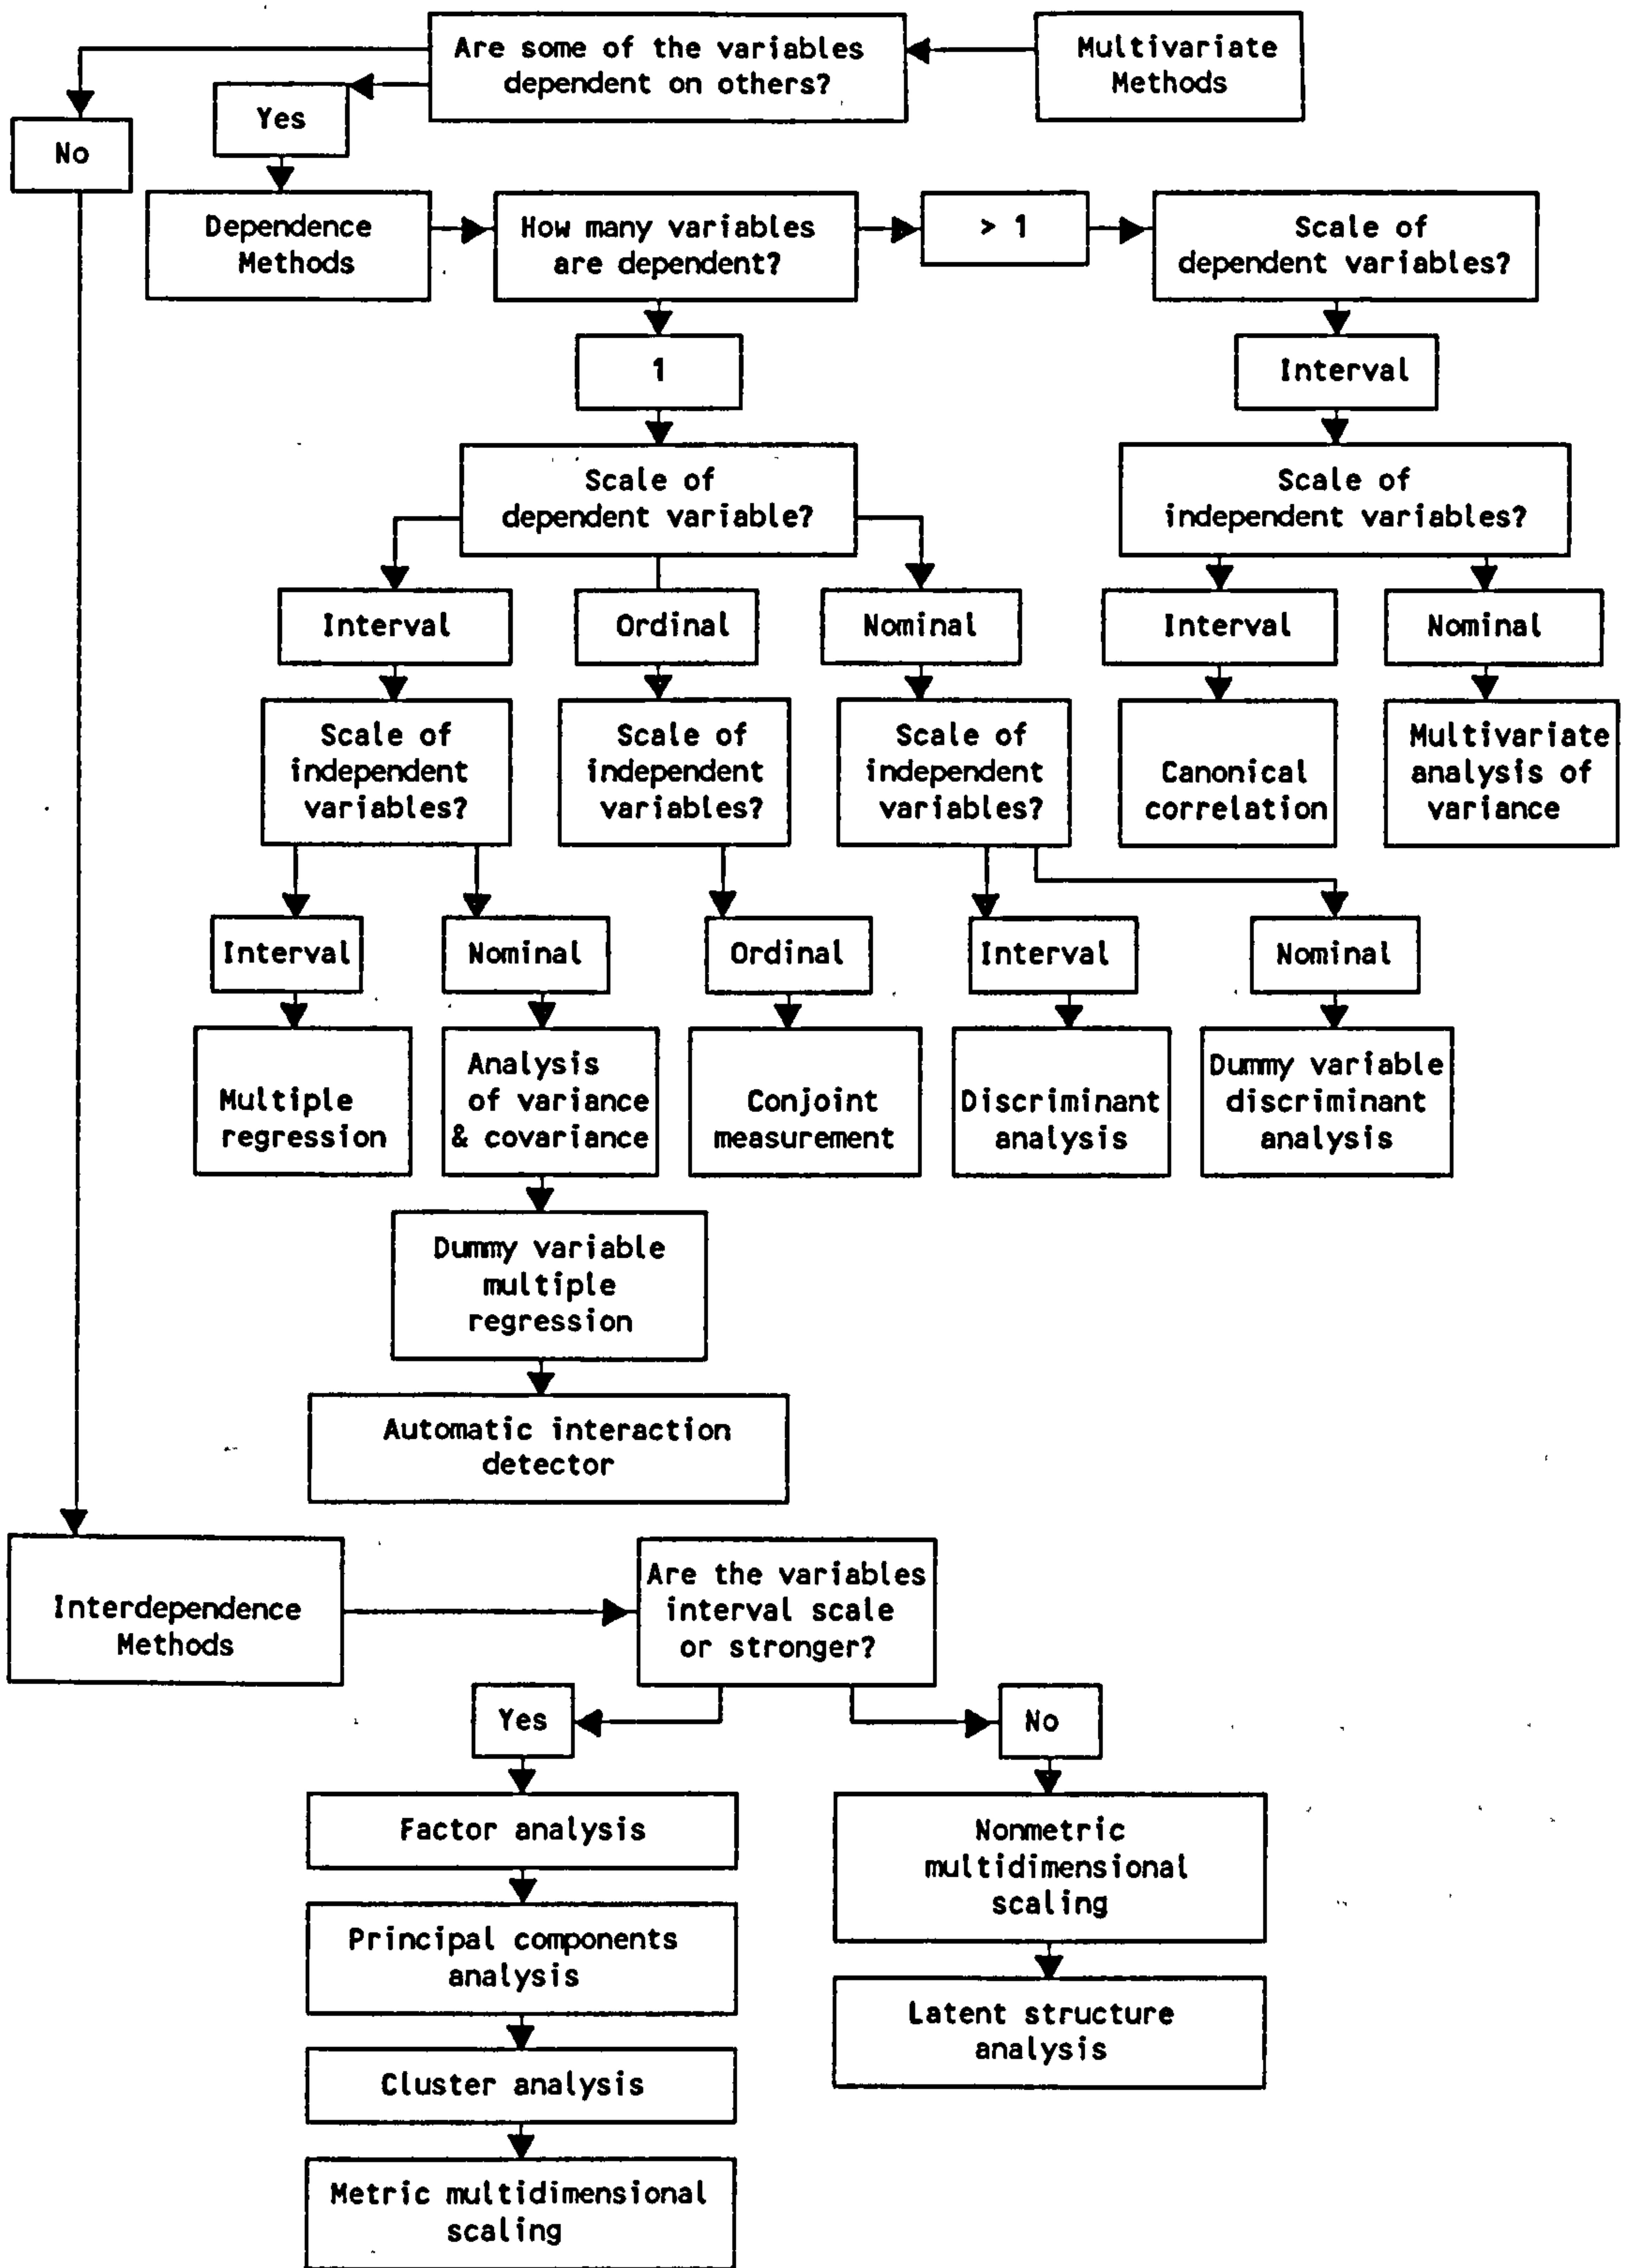 Are some of the variables
dependent on others?
Multivariate
Methods
Yes
No
Dependence
Methods
How many variables
are dependent?
> 1
Scale of
dependent variables?
1
Interval
Scale of
dependent variable?
Scale of
independent variables?
Interval
Ordinal
Nominal
Interval
Nominal
Scale of
independent
variables?
Scale of
independent
variables?
Scale of
independent
variables?
Canonical
correlation
Multivariate
analysis of
variance
Interval
Nominal
Ordinal
Interval
Nominal
Multiple
regression
Analysis
of variance
& covariance
Conjoint
measurement
Discriminant
analysis
Dummy variable
discriminant
analysis
Dummy variable
multiple
regression
Automatic interaction
detector
Interdependence
Methods
Are the variables
interval scale
or stronger?
Yes
No
Factor analysis
Nonmetric
multidimensional
scaling
Principal components
analysis
Latent structure
analysis
Cluster analysis
Metric multidimensional
scaling